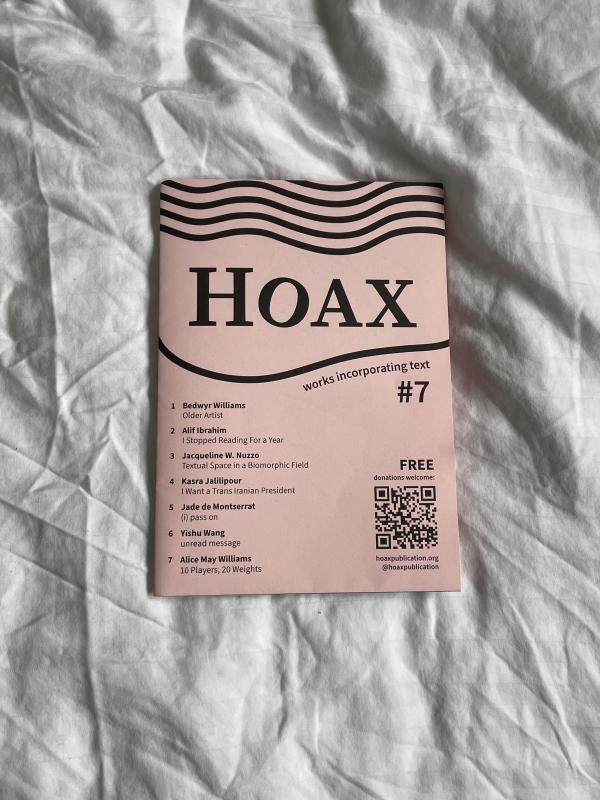 HOAX
works incorporating text
#7
1 Bedwyr Williams
Older Artist
2 Alif Ibrahim
I Stopped Reading For a Year
3 Jacqueline W. Nuzzo
Textual Space in a Biomorphic Field
4 Kasra Jalilipour
I Want a Trans Iranian President
5 Jade de Montserrat
(i) pass on
6 Yishu Wang
unread message
7 Alice May Williams
10 Players, 20 Weights
FREE
donations welcome:
hoaxpublication.org
@hoaxpublication